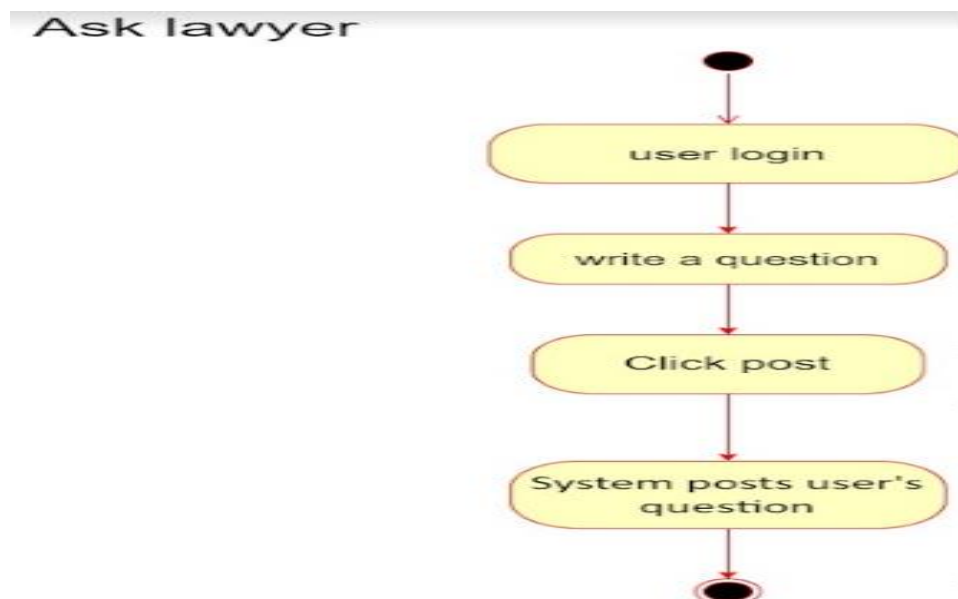 Ask lawyer
user login
write a question
Click post
System posts user's
question